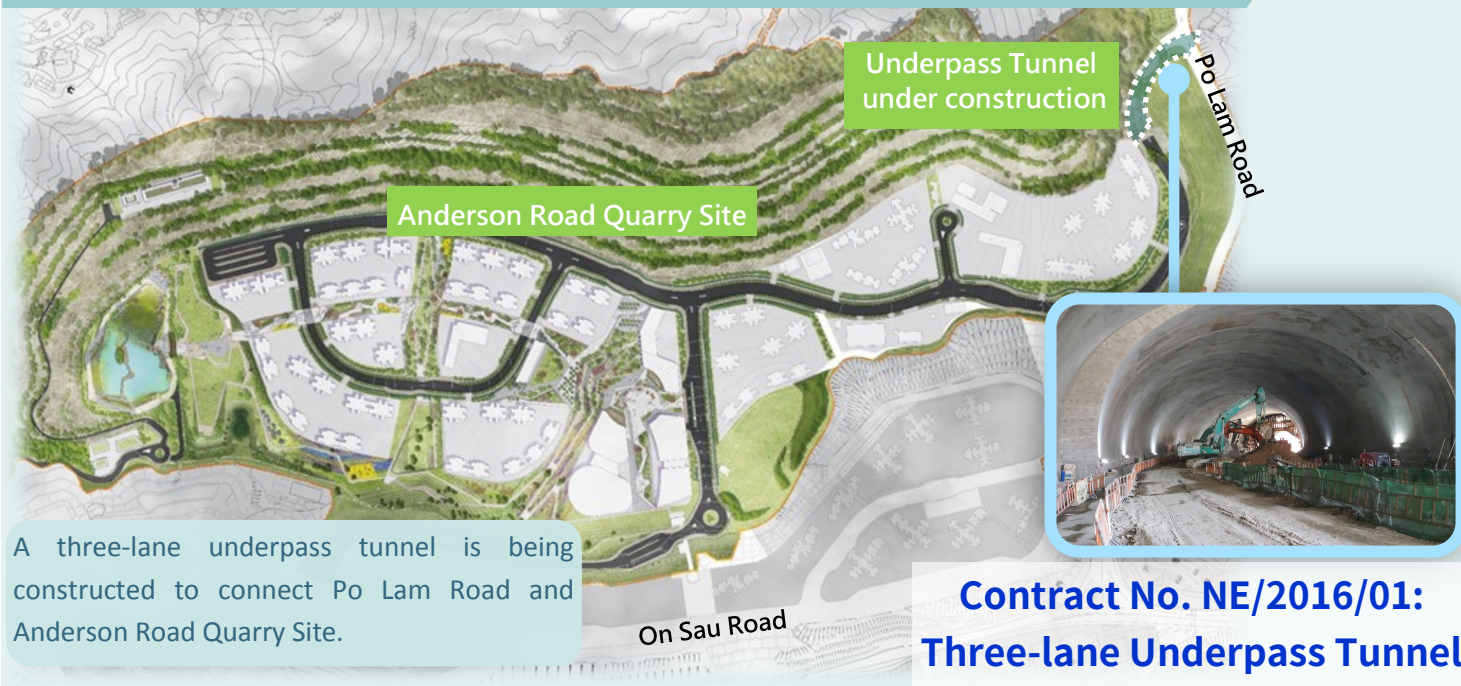 Underpass Tunnel
under construction
Po Lam Road
Anderson Road Quarry Site
A three-lane underpass tunnel is being
constructed to connect Po Lam Road and
Anderson Road Quarry Site.
On Sau Road
Contract No. NE/2016/01:
Three-lane Underpass Tunnel